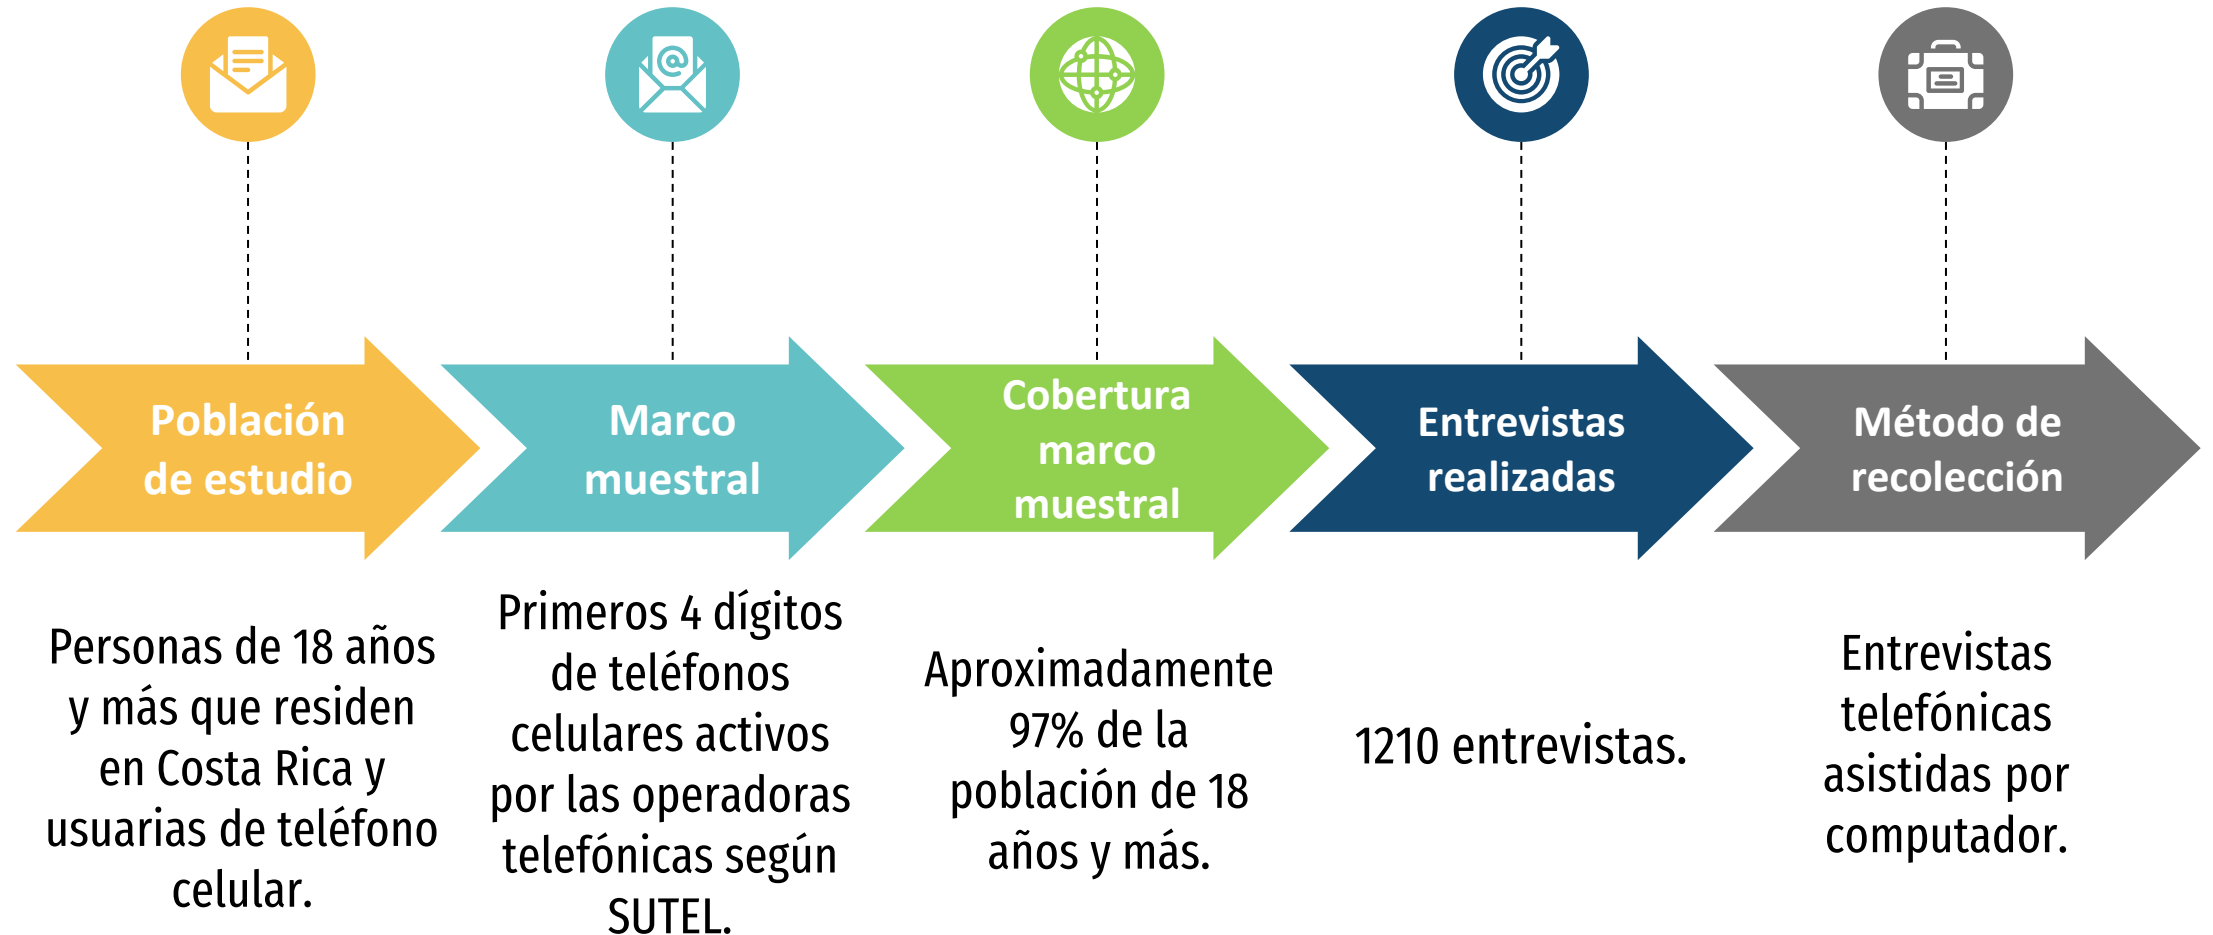 Población
de estudio
Personas de 18 años
y más que residen
en Costa Rica y
usuarias de teléfono
celular.
Marco
muestral
Primeros 4 dígitos
de teléfonos
celulares activos
por las operadoras
telefónicas según
SUTEL.
Cobertura
marco
muestral
Aproximadamente
97% de la
población de 18
años y más.
Entrevistas
realizadas
1210 entrevistas.
Método de
recolección
Entrevistas
telefónicas
asistidas por
computador.